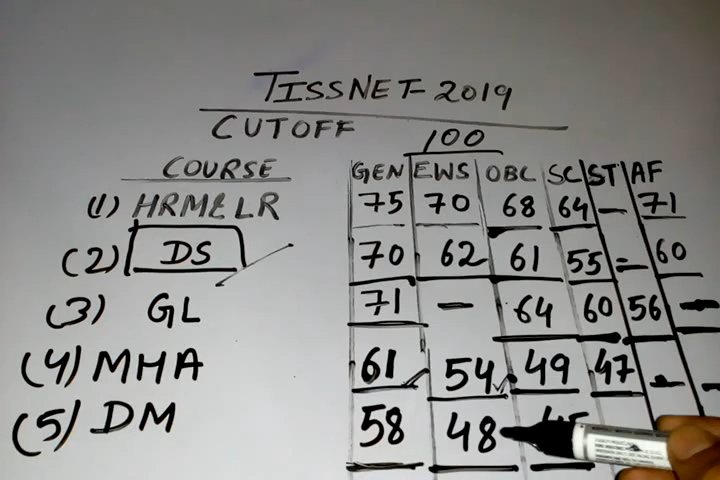 TISSNET-2019
CUTOFF 100
COURSE GEN EWS OBC SC ST AF
(1) HRM&LR 75 70 68 64 — 71
(2) DS 70 62 61 55 — 60
(3) GL 71 — 64 60 56 —
(4) MHA 61 54 49 47 — —
(5) DM 58 48